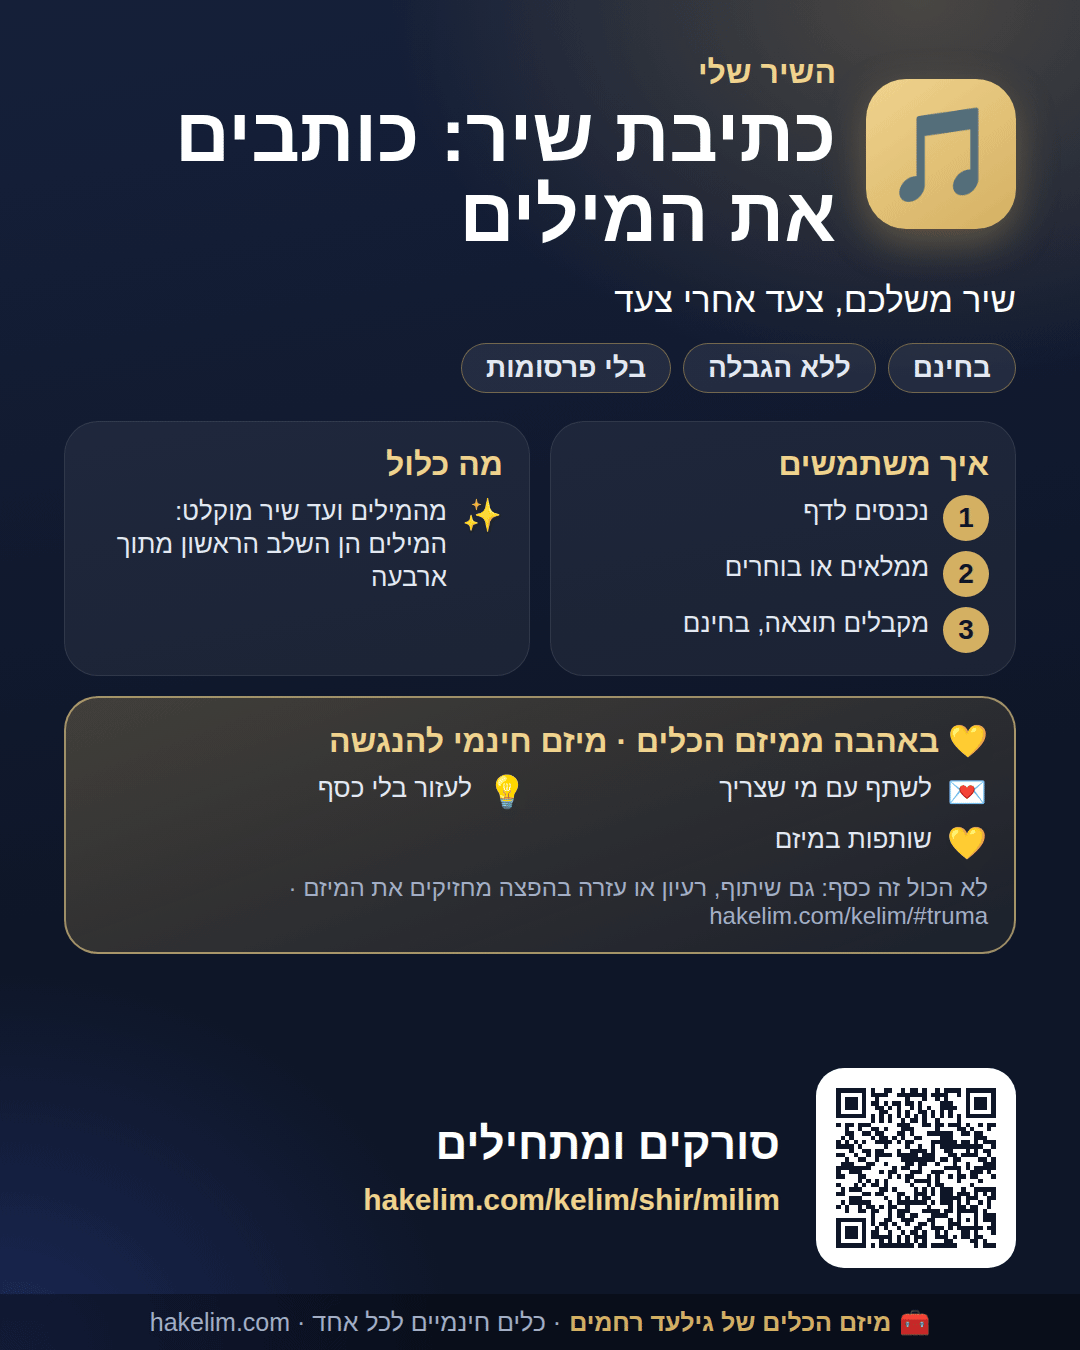 השיר שלי
כתיבת שיר: כותבים
את המילים
שיר משלכם, צעד אחרי צעד
בחינם
ללא הגבלה
בלי פרסומות
איך משתמשים
1 נכנסים לדף
2 ממלאים או בוחרים
3 מקבלים תוצאה, בחינם
מה כלול
✨ מהמילים ועד שיר מוקלט:
המילים הן השלב הראשון מתוך
ארבעה
💛 באהבה ממיזם הכלים · מיזם חינמי להנגשה
💌 לשתף עם מי שצריך
💡 לעזור בלי כסף
💛 שותפות במיזם
לא הכול זה כסף: גם שיתוף, רעיון או עזרה בהפצה מחזיקים את המיזם ·
hakelim.com/kelim/#truma
סורקים ומתחילים
hakelim.com/kelim/shir/milim
🧰 מיזם הכלים של גילעד רחמים · כלים חינמיים לכל אחד · hakelim.com